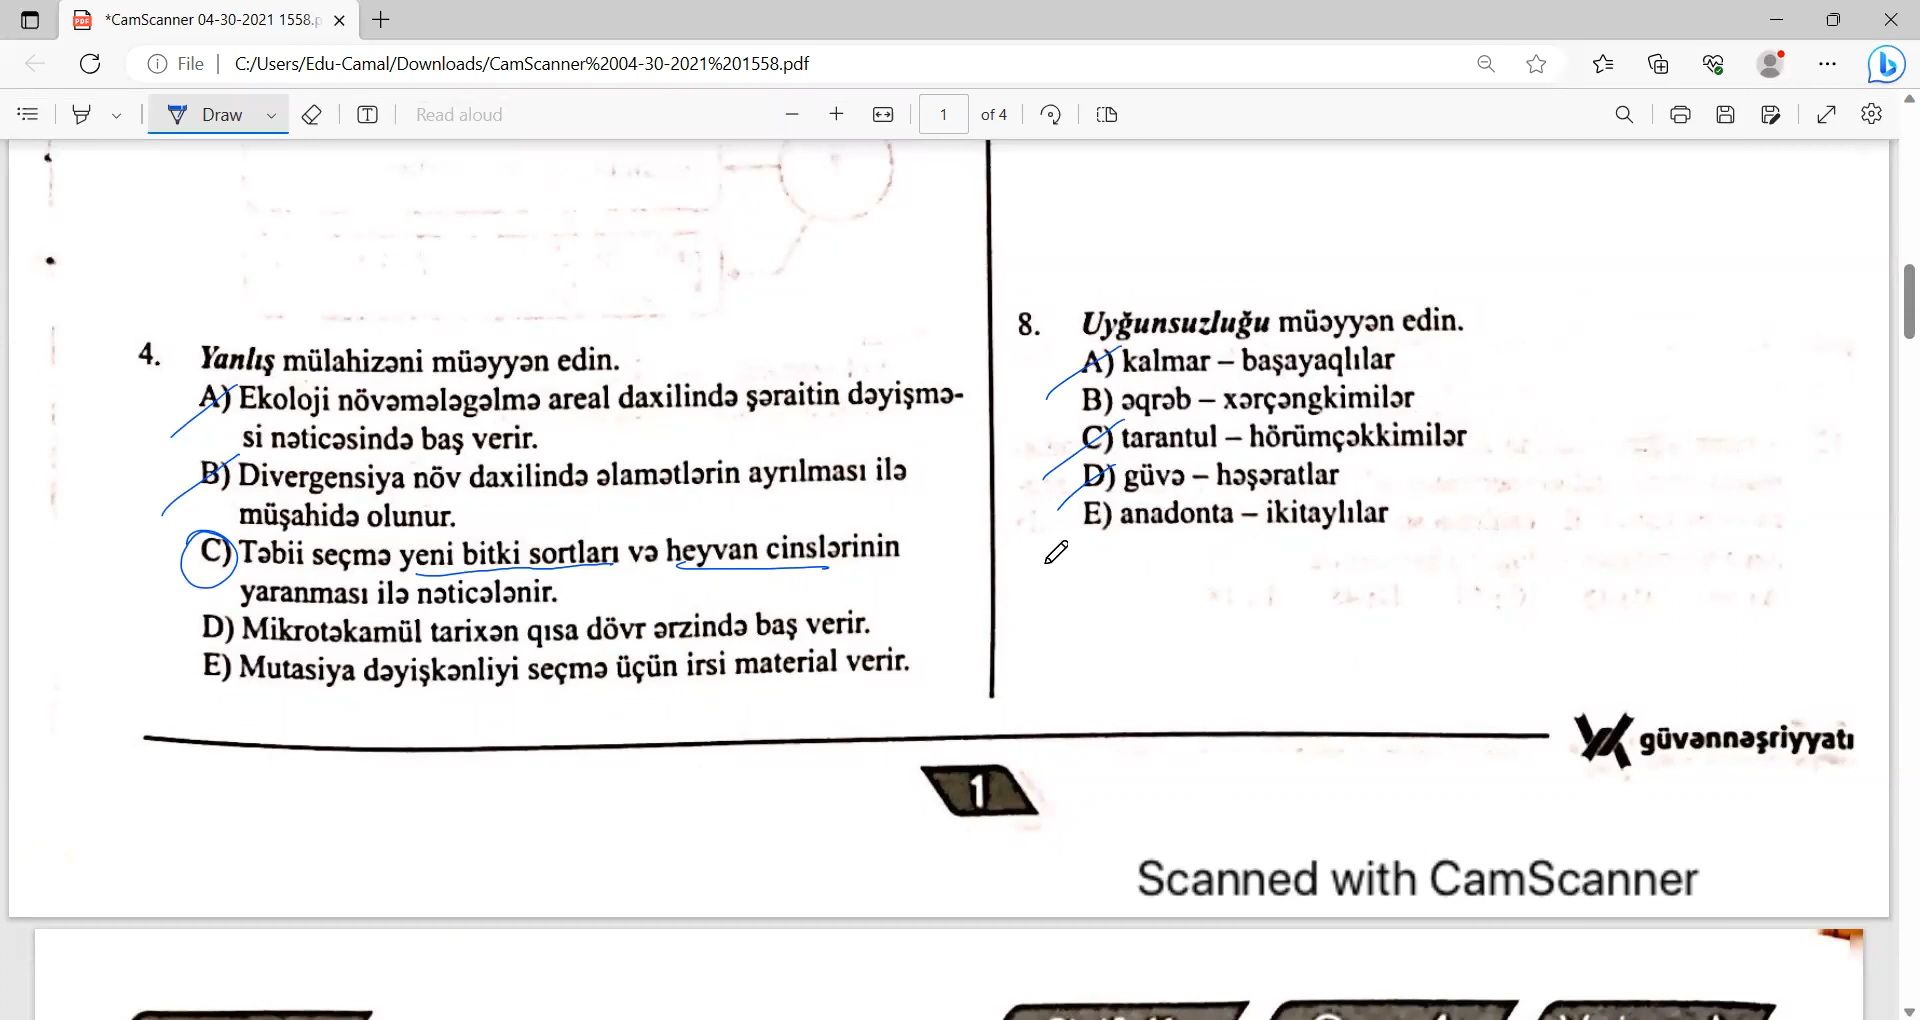 *CamScanner 04-30-2021 1558.p
File
C:/Users/Edu-Camal/Downloads/CamScanner%2004-30-2021%201558.pdf
Draw
Read aloud
1
of 4
4. Yanlış mülahizəni müəyyən edin.
A) Ekoloji növəmələgəlmə areal daxilində şəraitin dəyişmə-
si nəticəsində baş verir.
B) Divergensiya növ daxilində əlamətlərin ayrılması ilə
müşahidə olunur.
C) Təbii seçmə yeni bitki sortları və heyvan cinslərinin
yaranması ilə nəticələnir.
D) Mikrotəkamül tarixən qısa dövr ərzində baş verir.
E) Mutasiya dəyişkənliyi seçmə üçün irsi material verir.
8. Uyğunsuzluğu müəyyən edin.
A) kalmar – başayaqlılar
B) əqrəb – xərçəngkimilər
C) tarantul – hörümçəkkimilər
D) güvə – həşəratlar
E) anadonta – ikitaylılar
güvənnəşriyyatı
1
Scanned with CamScanner